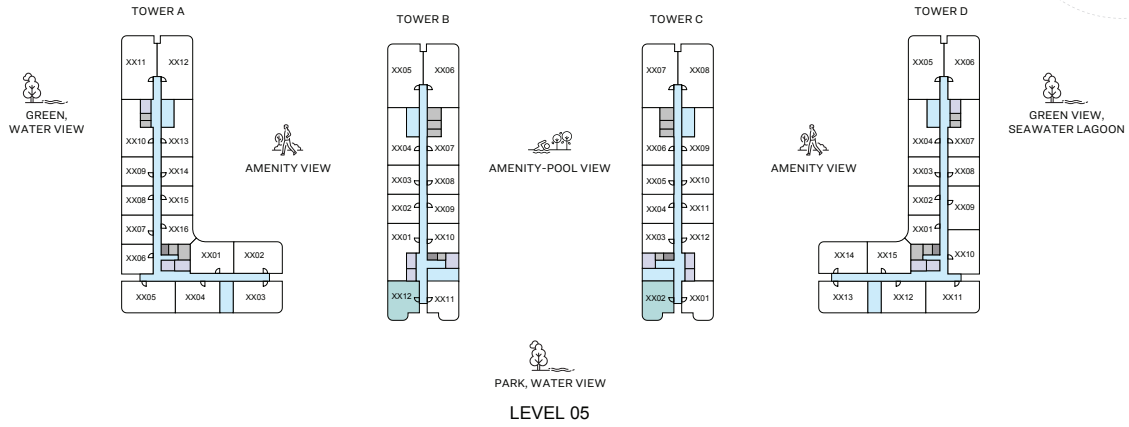 TOWER A
TOWER B
TOWER C
TOWER D
XX11 XX12
XX10 XX13
XX09 XX14
XX08 XX15
XX07 XX16
XX06 XX01 XX02
XX05 XX04 XX03
XX05 XX06
XX04 XX07
XX03 XX08
XX02 XX09
XX01 XX10
XX12 XX11
XX07 XX08
XX06 XX09
XX05 XX10
XX04 XX11
XX03 XX12
XX02 XX01
XX05 XX06
XX04 XX07
XX03 XX08
XX02 XX09
XX01
XX14 XX15 XX10
XX13 XX12 XX11
GREEN,
WATER VIEW
AMENITY VIEW
AMENITY-POOL VIEW
AMENITY VIEW
GREEN VIEW,
SEAWATER LAGOON
PARK, WATER VIEW
LEVEL 05